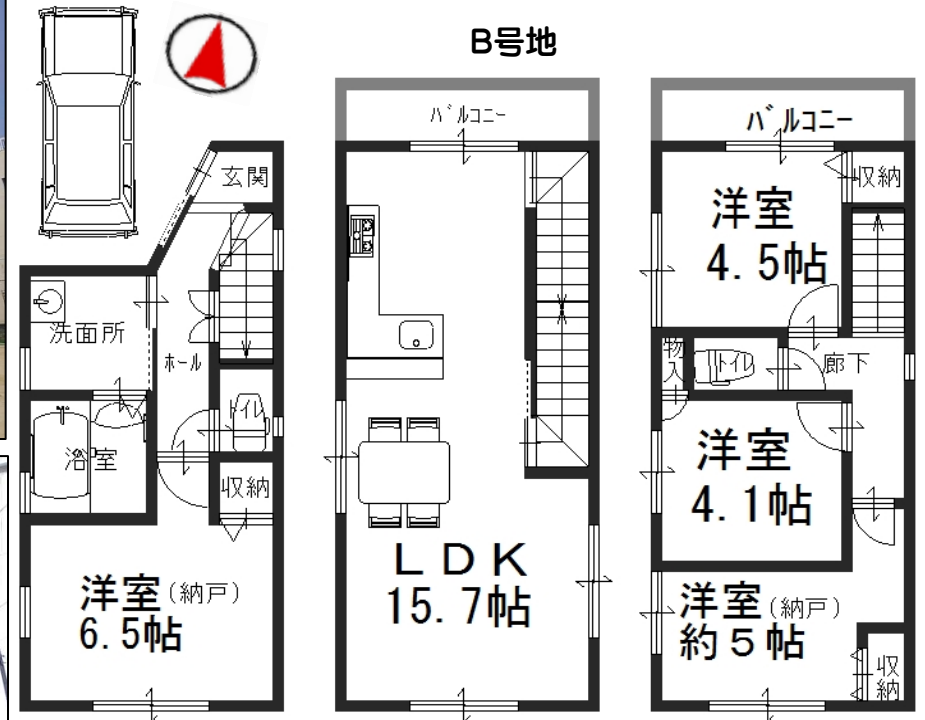 B号地
玄関
洗面所
ホール
トイレ
浴室
収納
洋室(納戸)
6.5帖
バルコニー
LDK
15.7帖
バルコニー
収納
洋室
4.5帖
物入
トイレ
廊下
洋室
4.1帖
洋室(納戸)
約5帖
収納